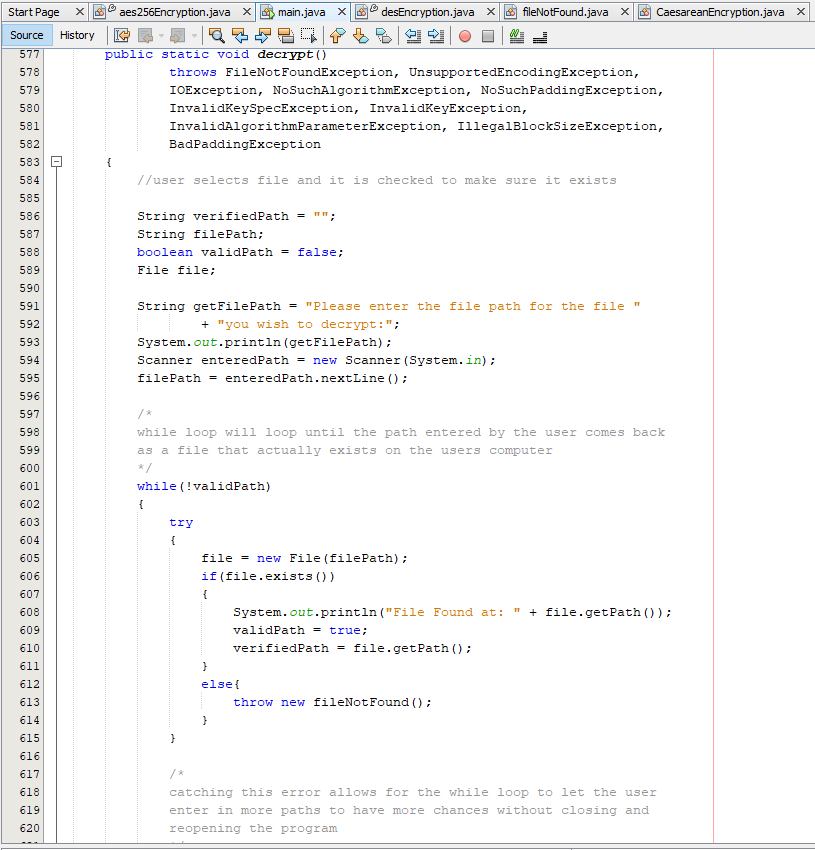 Start Page aes256Encryption.java main.java desEncryption.java fileNotFound.java CaesareanEncryption.java
Source History
577 public static void decrypt()
578 throws FileNotFoundException, UnsupportedEncodingException,
579 IOException, NoSuchAlgorithmException, NoSuchPaddingException,
580 InvalidKeySpecException, InvalidKeyException,
581 InvalidAlgorithmParameterException, IllegalBlockSizeException,
582 BadPaddingException
583 {
584 //user selects file and it is checked to make sure it exists
585
586 String verifiedPath = "";
587 String filePath;
588 boolean validPath = false;
589 File file;
590
591 String getFilePath = "Please enter the file path for the file "
592 + "you wish to decrypt:";
593 System.out.println(getFilePath);
594 Scanner enteredPath = new Scanner(System.in);
595 filePath = enteredPath.nextLine();
596
597 /*
598 while loop will loop until the path entered by the user comes back
599 as a file that actually exists on the users computer
600 */
601 while(!validPath)
602 {
603 try
604 {
605 file = new File(filePath);
606 if(file.exists())
607 {
608 System.out.println("File Found at: " + file.getPath());
609 validPath = true;
610 verifiedPath = file.getPath();
611 }
612 else{
613 throw new fileNotFound();
614 }
615 }
616
617 /*
618 catching this error allows for the while loop to let the user
619 enter in more paths to have more chances without closing and
620 reopening the program